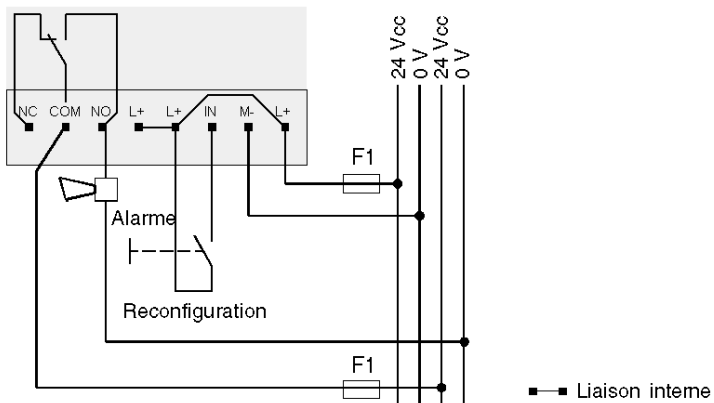 24 Vcc
0 V
24 Vcc
0 V
NC COM NO L+ L+ IN M- L+
F1
Alarme
Reconfiguration
F1
Liaison interne